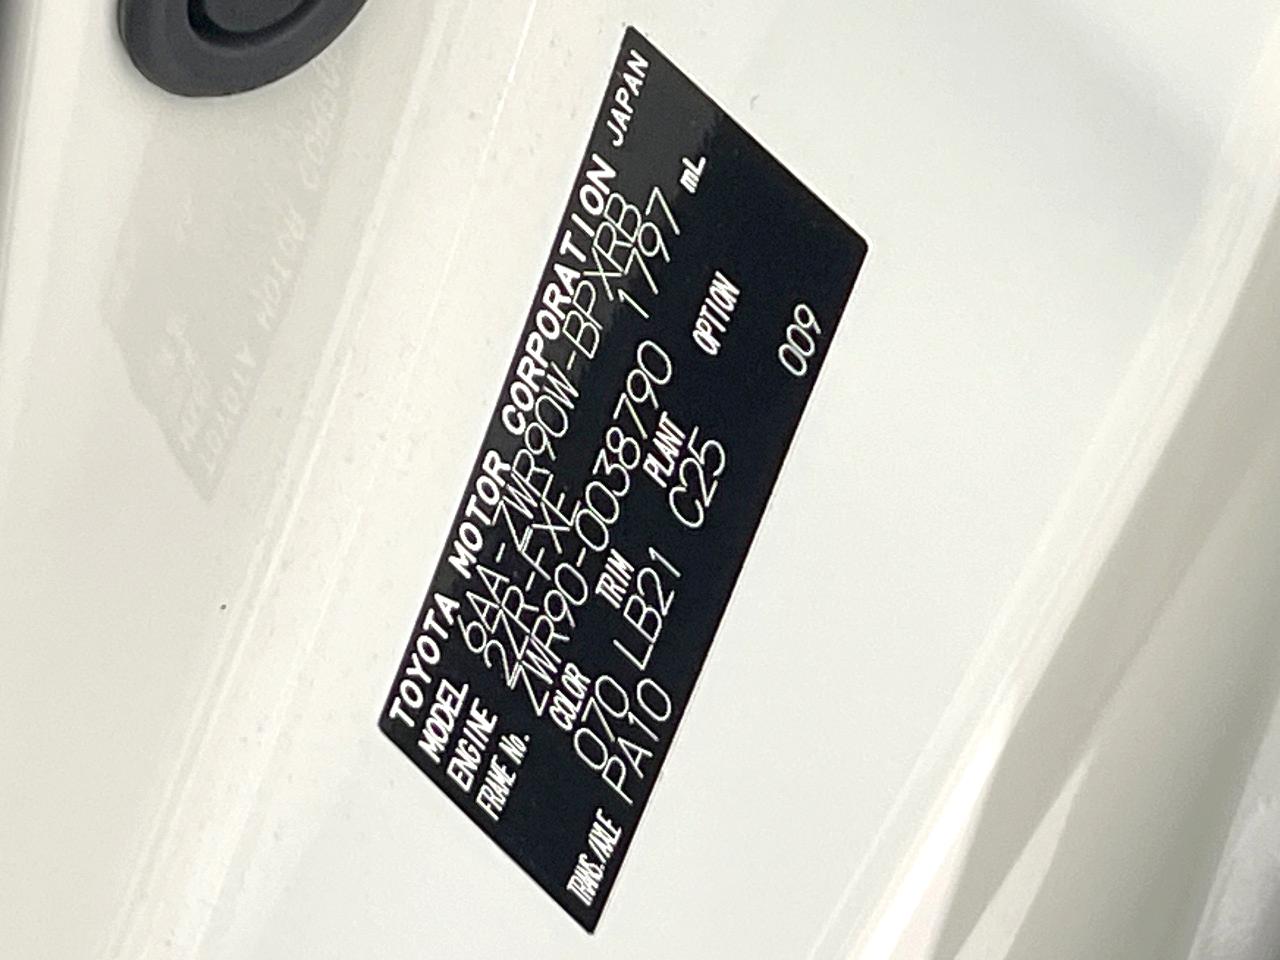 TOYOTA MOTOR CORPORATION JAPAN
MODEL 6AA-ZWR90W-BPXRB
ENGINE 2ZR-FXE 1797 mL
FRAME No. ZWR90-0038790
COLOR TRIM PLANT OPTION
070 LB21 C25
TRANS./AXLE PA10 009